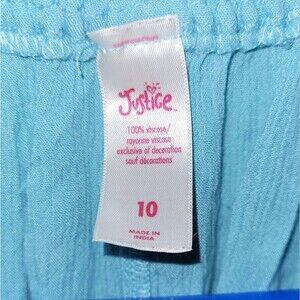 Justice
100% viscose/
rayonne viscose
exclusive of decoration
sauf décorations
10
MADE IN
INDIA